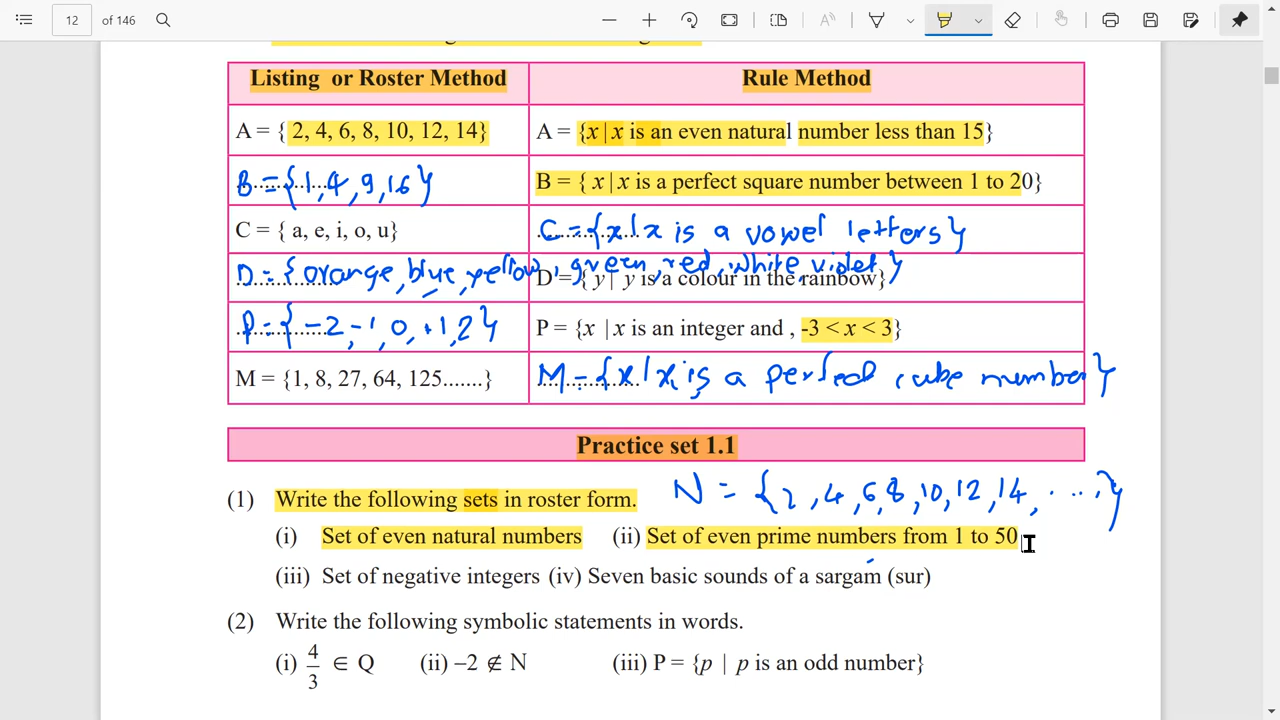 12 of 146
Listing or Roster Method Rule Method
A = { 2, 4, 6, 8, 10, 12, 14} A = {x | x is an even natural number less than 15}
B = {1, 4, 9, 16} B = { x | x is a perfect square number between 1 to 20}
C = { a, e, i, o, u} C = {x / x is a vowel letters}
D = {orange, blue, yellow, green, red, white, violet} D = { y | y is a colour in the rainbow}
P = {-2, -1, 0, +1, 2} P = {x | x is an integer and , -3 < x < 3}
M = {1, 8, 27, 64, 125.......} M = {x / x is a perfect cube number}
Practice set 1.1
(1) Write the following sets in roster form. N = {2, 4, 6, 8, 10, 12, 14, .....}
(i) Set of even natural numbers (ii) Set of even prime numbers from 1 to 50
(iii) Set of negative integers (iv) Seven basic sounds of a sargam (sur)
(2) Write the following symbolic statements in words.
(i) 4/3 ∈ Q (ii) −2 ∉ N (iii) P = {p | p is an odd number}